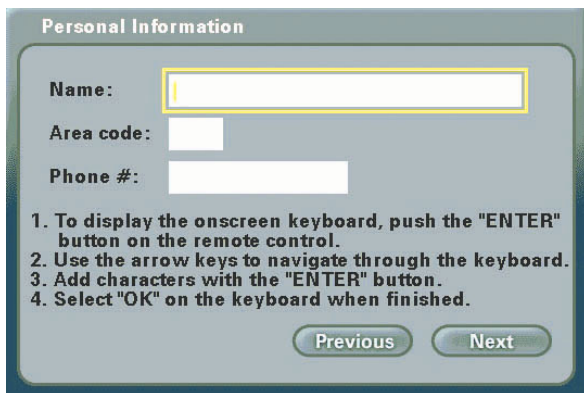 Personal Information
Name:
Area code:
Phone #:
1. To display the onscreen keyboard, push the "ENTER"
button on the remote control.
2. Use the arrow keys to navigate through the keyboard.
3. Add characters with the "ENTER" button.
4. Select "OK" on the keyboard when finished.
Previous Next